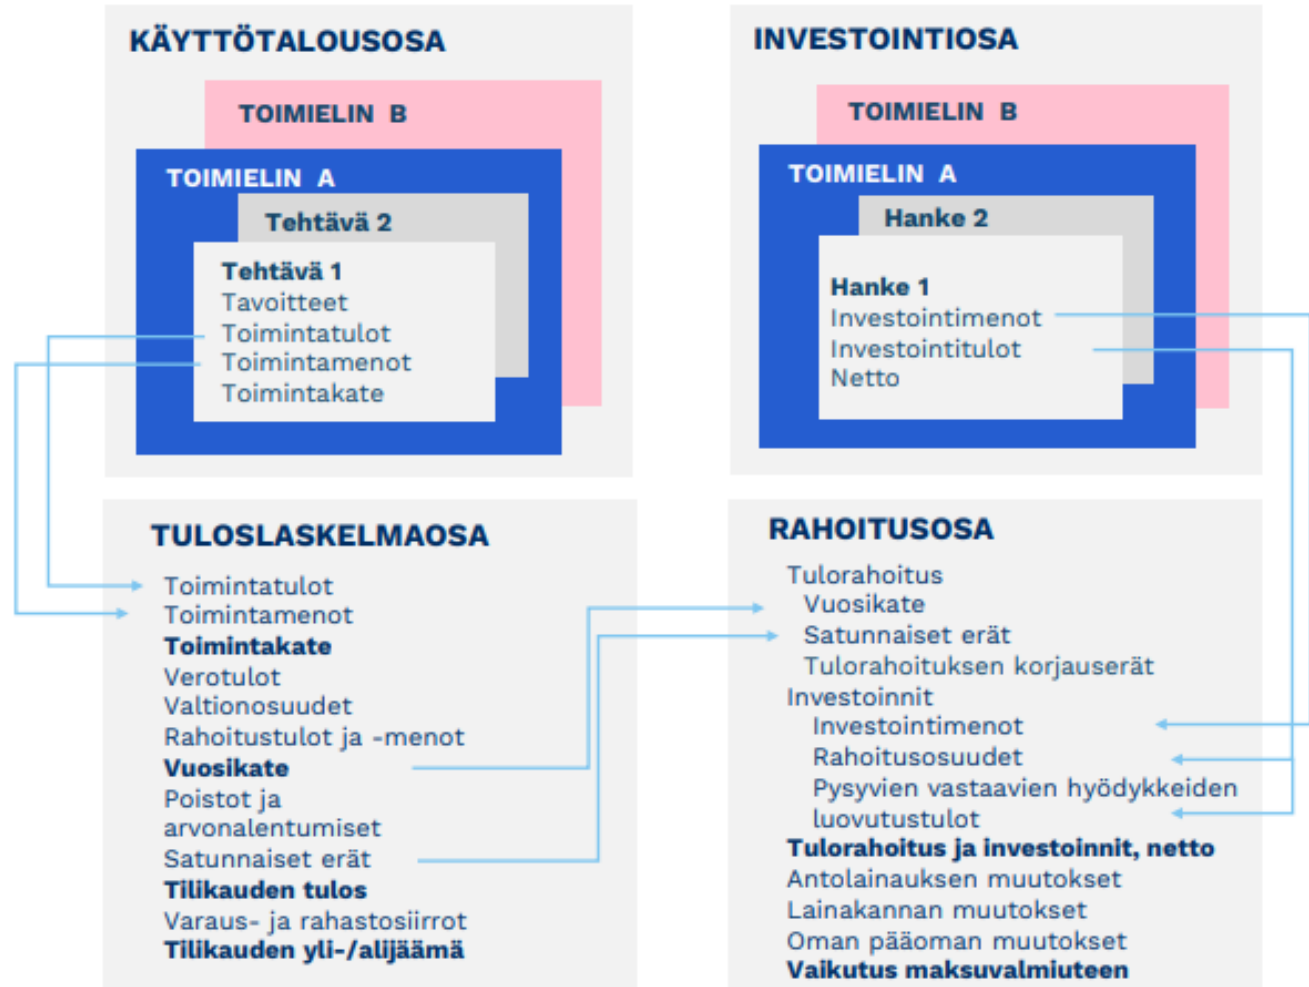 KÄYTTÖTALOUSOSA
TOIMIELIN B
TOIMIELIN A
Tehtävä 2
Tehtävä 1
Tavoitteet
Toimintatulot
Toimintamenot
Toimintakate
INVESTOINTIOSA
TOIMIELIN B
TOIMIELIN A
Hanke 2
Hanke 1
Investointimenot
Investointitulot
Netto
TULOSLASKELMAOSA
Toimintatulot
Toimintamenot
Toimintakate
Verotulot
Valtionosuudet
Rahoitustulot ja -menot
Vuosikate
Poistot ja
arvonalentumiset
Satunnaiset erät
Tilikauden tulos
Varaus- ja rahastosiirrot
Tilikauden yli-/alijäämä
RAHOITUSOSA
Tulorahoitus
Vuosikate
Satunnaiset erät
Tulorahoituksen korjauserät
Investoinnit
Investointimenot
Rahoitusosuudet
Pysyvien vastaavien hyödykkeiden
luovutustulot
Tulorahoitus ja investoinnit, netto
Antolainauksen muutokset
Lainakannan muutokset
Oman pääoman muutokset
Vaikutus maksuvalmiuteen